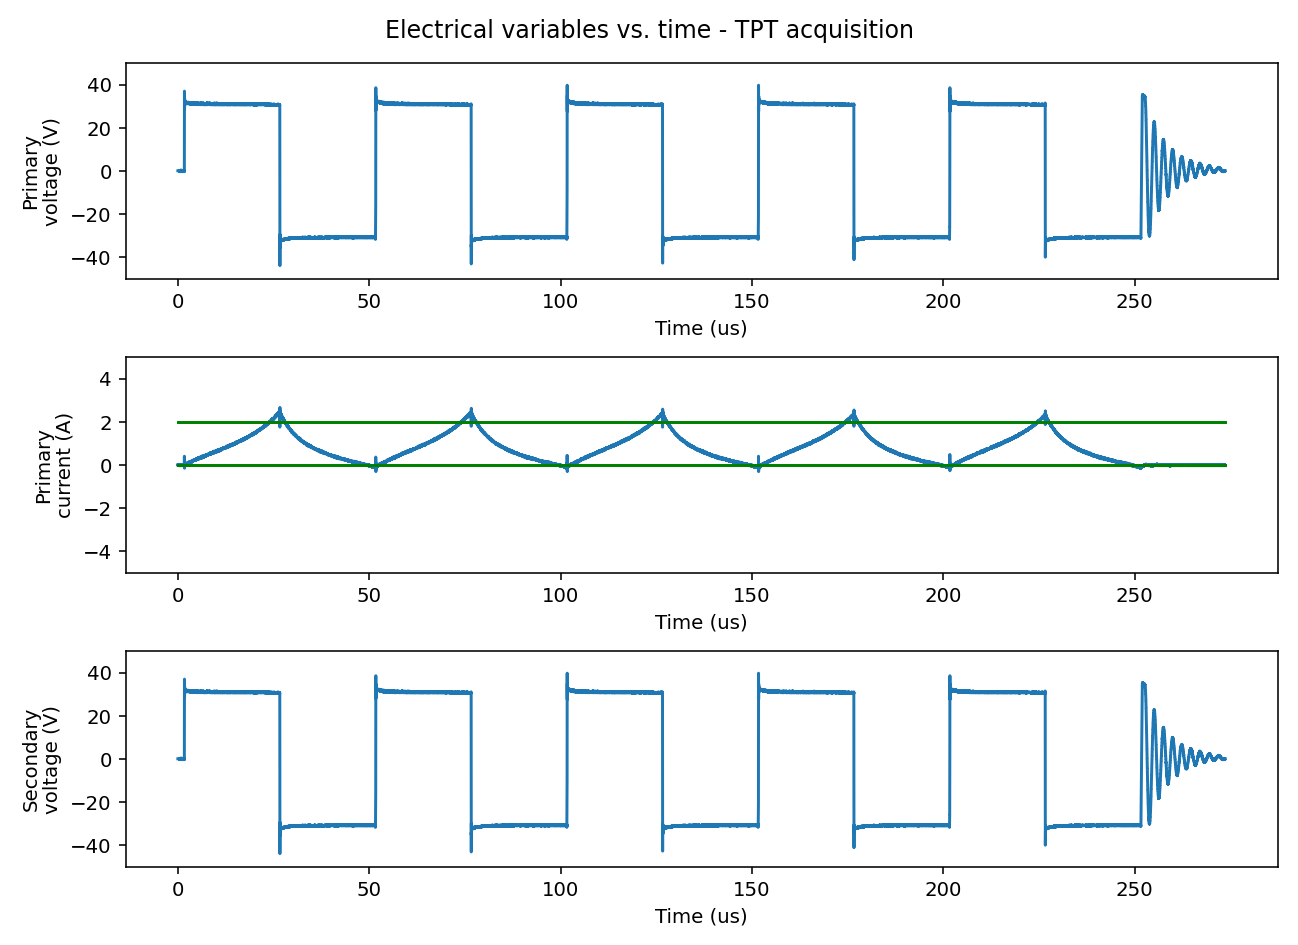 Electrical variables vs. time - TPT acquisition
Primary
voltage (V)
40
20
0
−20
−40
0 50 100 150 200 250
Time (us)
Primary
current (A)
4
2
0
−2
−4
0 50 100 150 200 250
Time (us)
Secondary
voltage (V)
40
20
0
−20
−40
0 50 100 150 200 250
Time (us)